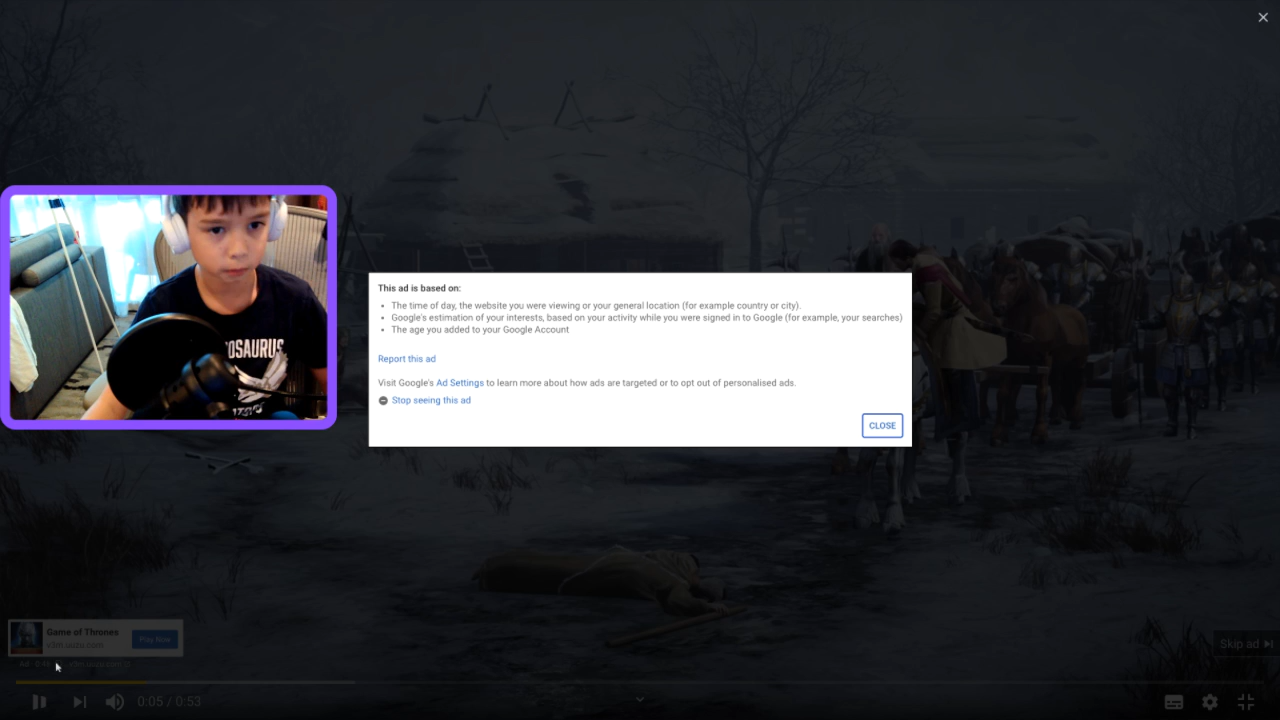 This ad is based on:
• The time of day, the website you were viewing or your general location (for example country or city).
• Google's estimation of your interests, based on your activity while you were signed in to Google (for example, your searches)
• The age you added to your Google Account
Report this ad
Visit Google's Ad Settings to learn more about how ads are targeted or to opt out of personalised ads.
Stop seeing this ad
CLOSE
OSAURUS
Game of Thrones
Play Now
Skip ad
0:05 / 0:53